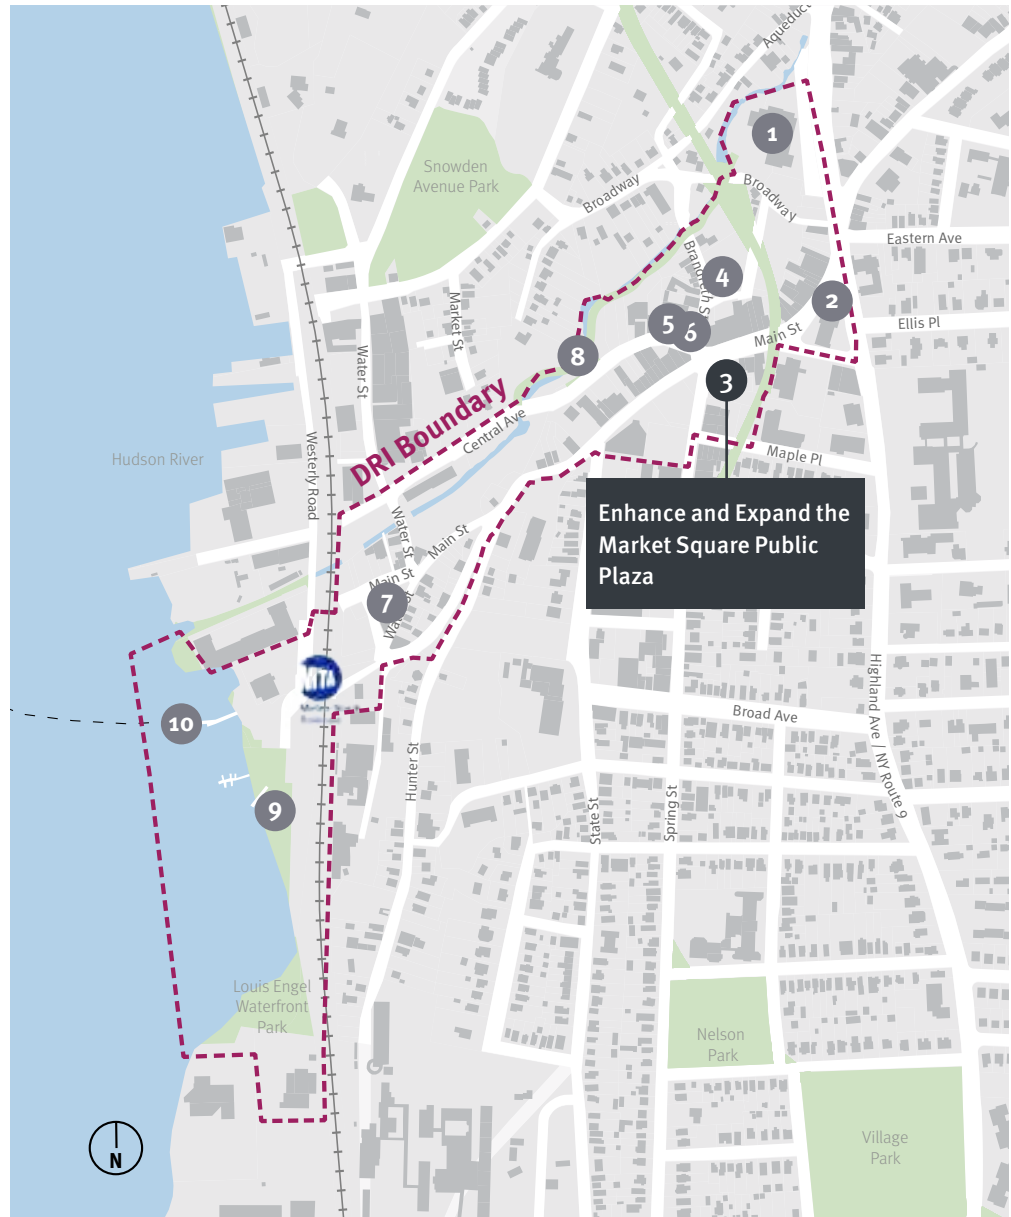 Aqueduct
1
Snowden
Avenue Park
Broadway
Broadway
Eastern Ave
Brandreth St
4
2
Market St
5
6
Main St
Ellis Pl
Water St
8
3
DRI Boundary
Central Ave
Maple Pl
Hudson River
Westerly Road
Enhance and Expand the
Market Square Public
Plaza
Water St
Main St
Main St
7
MTA
10
Broad Ave
Highland Ave / NY Route 9
Hunter St
9
State St
Spring St
Louis Engel
Waterfront
Park
Nelson
Park
Village
Park
N